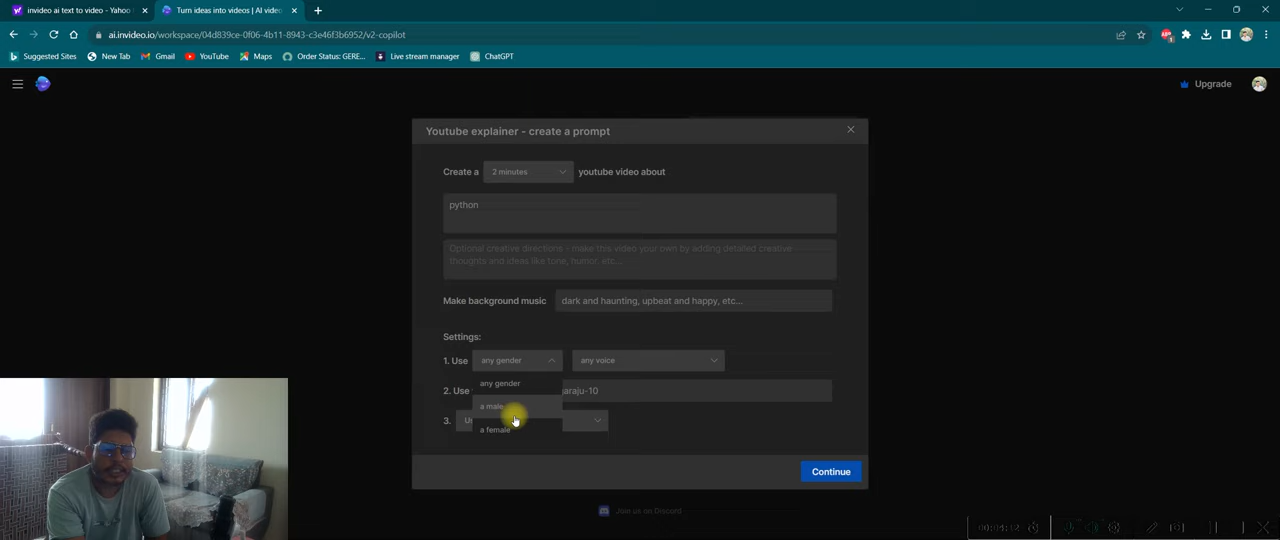 invideo ai text to video - Yahoo
Turn ideas into videos | AI video
ai.invideo.io/workspace/04d839ce-0f06-4b11-8943-c3e46f3b6952/v2-copilot
Suggested Sites
New Tab
Gmail
YouTube
Maps
Order Status: GERE...
Live stream manager
ChatGPT
Upgrade
Youtube explainer - create a prompt
Create a 2 minutes youtube video about
python
Optional creative directions - make this video your own by adding detailed creative
thoughts and ideas like tone, humor, etc...
Make background music dark and haunting, upbeat and happy, etc...
Settings:
1. Use any gender any voice
any gender
2. Use araju-10
a male
3.
a female
Continue
Join us on Discord